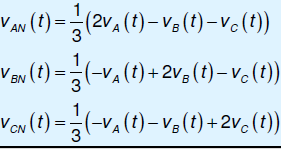 v_AN(t) = 1/3 (2v_A(t) − v_B(t) − v_C(t))
v_BN(t) = 1/3 (−v_A(t) + 2v_B(t) − v_C(t))
v_CN(t) = 1/3 (−v_A(t) − v_B(t) + 2v_C(t))